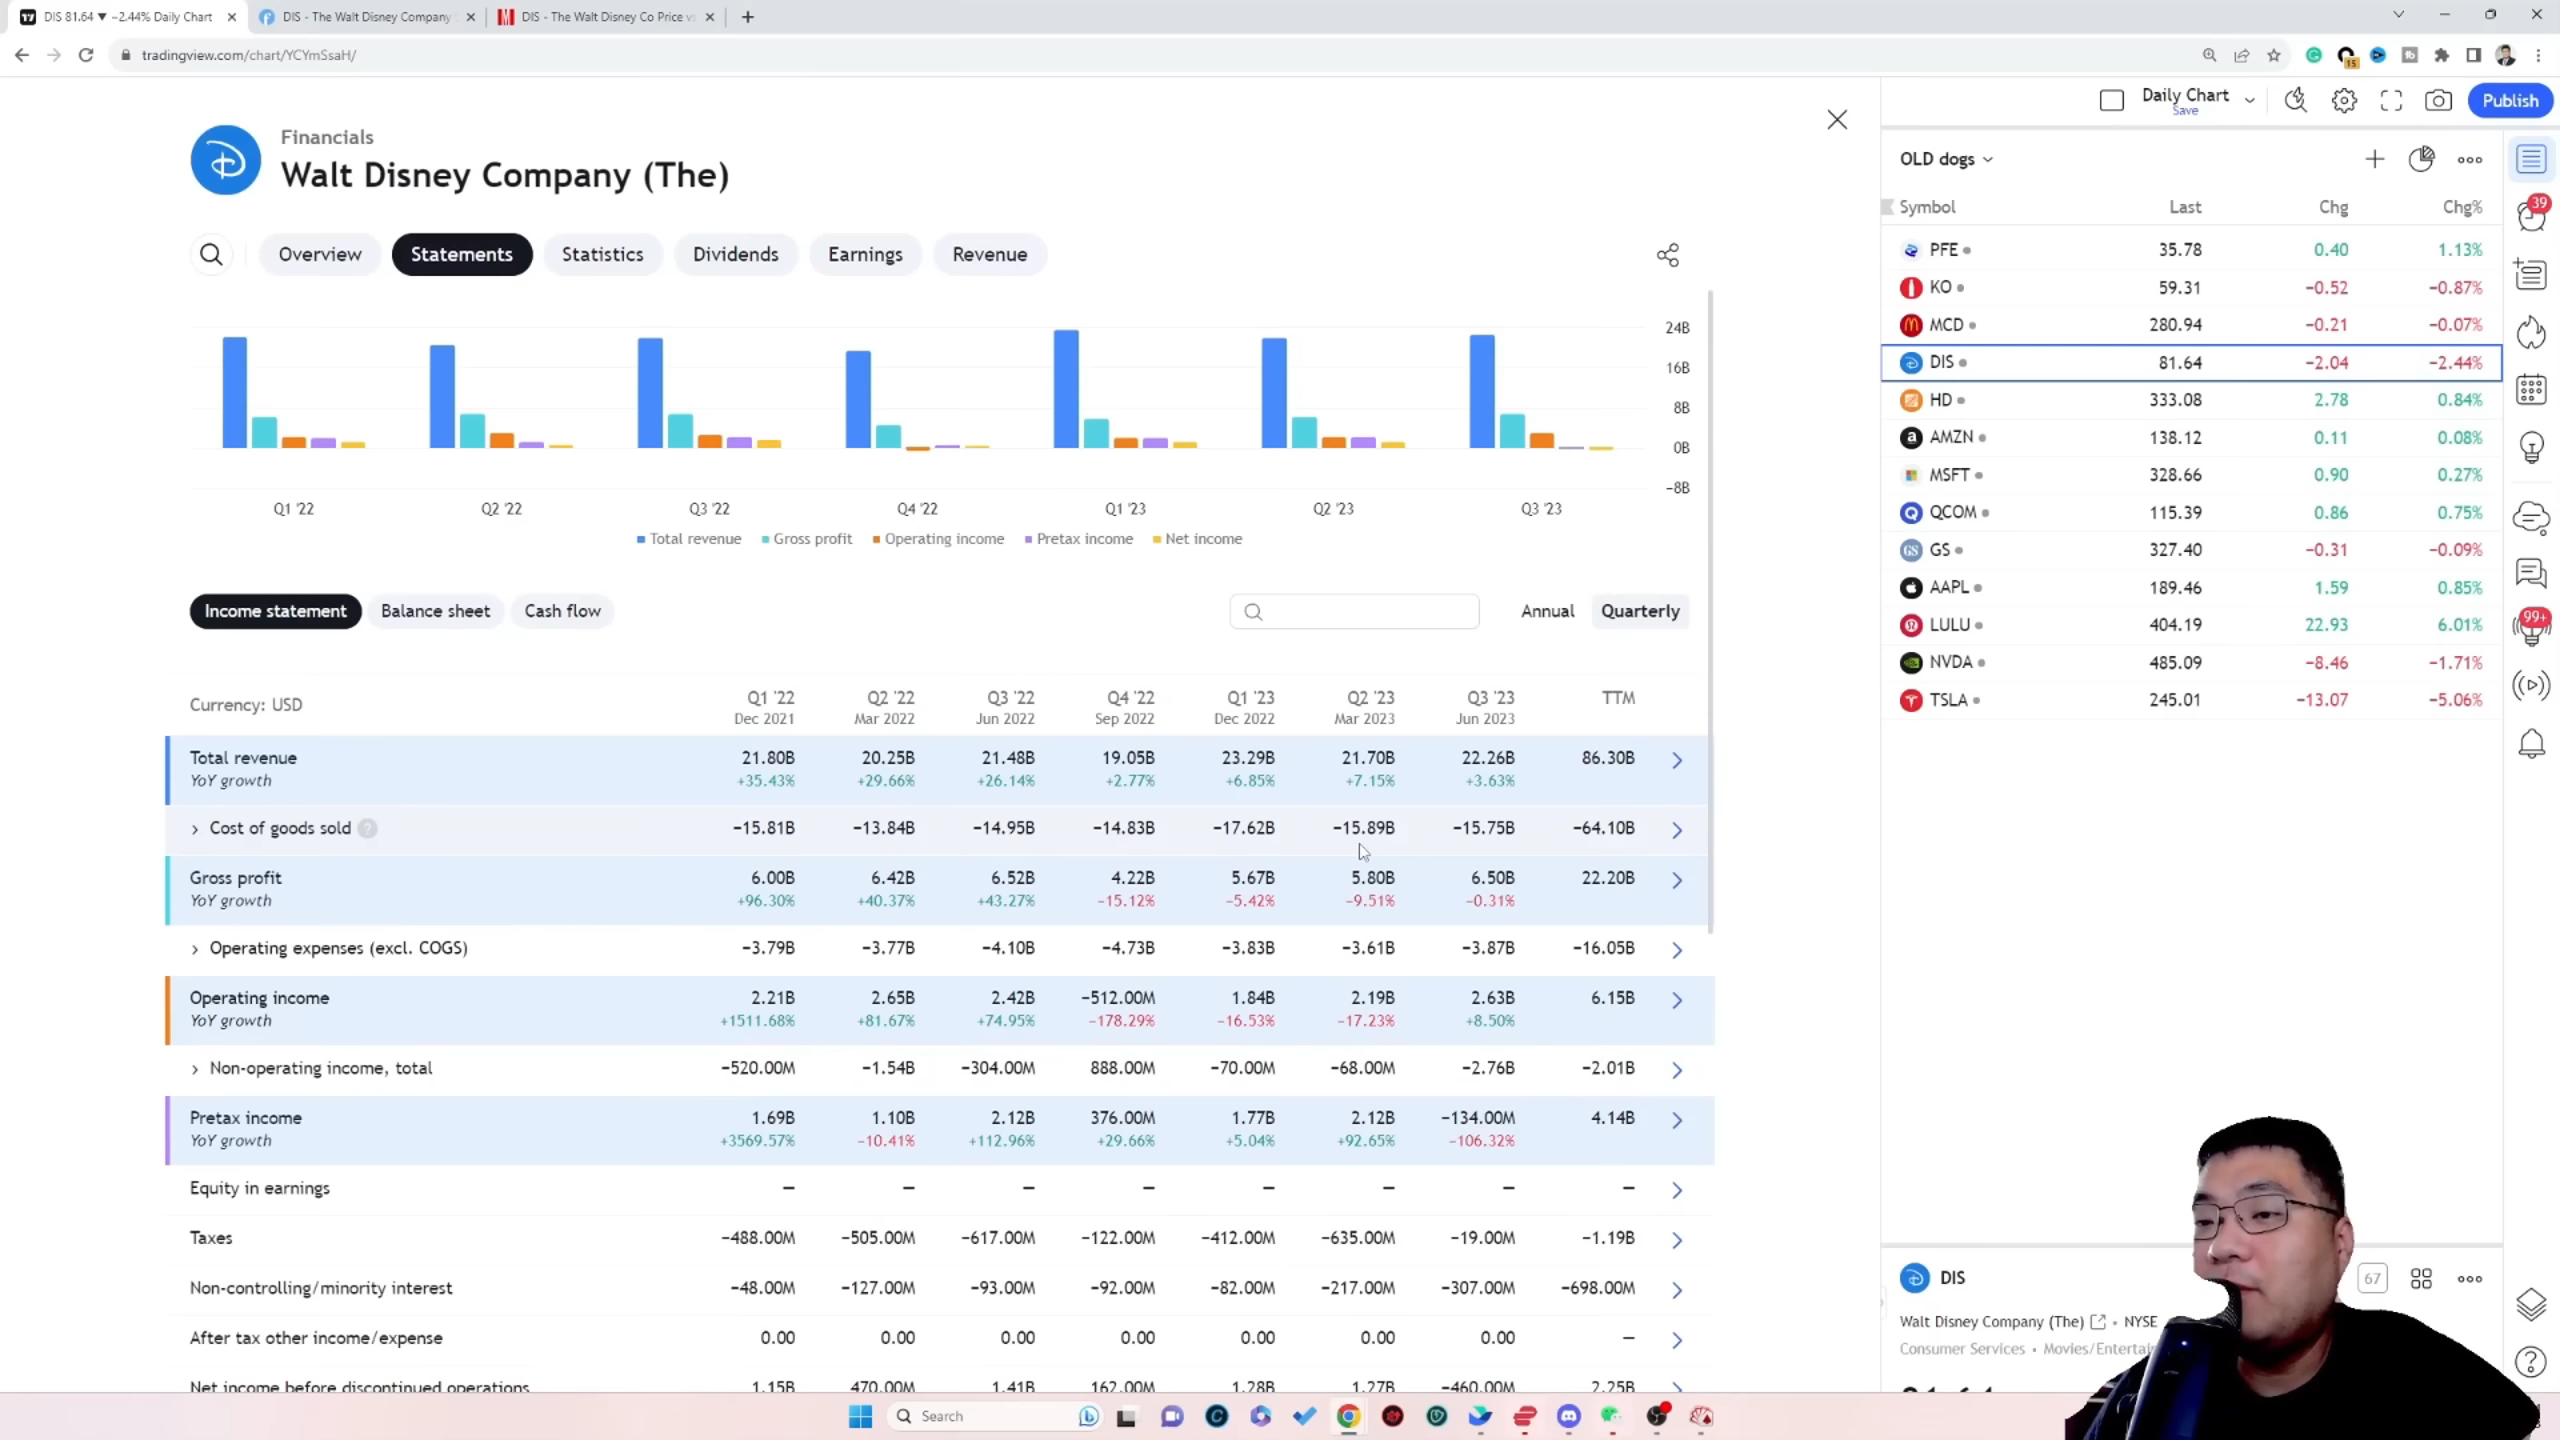 DIS 81.64 ▼ −2.44% Daily Chart
DIS - The Walt Disney Company
DIS - The Walt Disney Co Price v
tradingview.com/chart/YCYmSsaH/
15
Financials
Walt Disney Company (The)
Daily Chart
Save
Publish
Overview
Statements
Statistics
Dividends
Earnings
Revenue
24B
16B
8B
0B
−8B
Q1 '22 Q2 '22 Q3 '22 Q4 '22 Q1 '23 Q2 '23 Q3 '23
Total revenue Gross profit Operating income Pretax income Net income
Income statement Balance sheet Cash flow Annual Quarterly
Currency: USD Q1 '22 Q2 '22 Q3 '22 Q4 '22 Q1 '23 Q2 '23 Q3 '23 TTM
Dec 2021 Mar 2022 Jun 2022 Sep 2022 Dec 2022 Mar 2023 Jun 2023
Total revenue 21.80B 20.25B 21.48B 19.05B 23.29B 21.70B 22.26B 86.30B
YoY growth +35.43% +29.66% +26.14% +2.77% +6.85% +7.15% +3.63%
Cost of goods sold ? −15.81B −13.84B −14.95B −14.83B −17.62B −15.89B −15.75B −64.10B
Gross profit 6.00B 6.42B 6.52B 4.22B 5.67B 5.80B 6.50B 22.20B
YoY growth +96.30% +40.37% +43.27% −15.12% −5.42% −9.51% −0.31%
Operating expenses (excl. COGS) −3.79B −3.77B −4.10B −4.73B −3.83B −3.61B −3.87B −16.05B
Operating income 2.21B 2.65B 2.42B −512.00M 1.84B 2.19B 2.63B 6.15B
YoY growth +1511.68% +81.67% +74.95% −178.29% −16.53% −17.23% +8.50%
Non-operating income, total −520.00M −1.54B −304.00M 888.00M −70.00M −68.00M −2.76B −2.01B
Pretax income 1.69B 1.10B 2.12B 376.00M 1.77B 2.12B −134.00M 4.14B
YoY growth +3569.57% −10.41% +112.96% +29.66% +5.04% +92.65% −106.32%
Equity in earnings – – – – – – – –
Taxes −488.00M −505.00M −617.00M −122.00M −412.00M −635.00M −19.00M −1.19B
Non-controlling/minority interest −48.00M −127.00M −93.00M −92.00M −82.00M −217.00M −307.00M −698.00M
After tax other income/expense 0.00 0.00 0.00 0.00 0.00 0.00 0.00 –
Net income before discontinued operations 1.15B 470.00M 1.41B 162.00M 1.28B 1.27B −460.00M 2.25B
OLD dogs
Symbol Last Chg Chg%
PFE 35.78 0.40 1.13%
KO 59.31 −0.52 −0.87%
MCD 280.94 −0.21 −0.07%
DIS 81.64 −2.04 −2.44%
HD 333.08 2.78 0.84%
AMZN 138.12 0.11 0.08%
MSFT 328.66 0.90 0.27%
QCOM 115.39 0.86 0.75%
GS GS 327.40 −0.31 −0.09%
AAPL 189.46 1.59 0.85%
LULU 404.19 22.93 6.01%
NVDA 485.09 −8.46 −1.71%
TSLA 245.01 −13.07 −5.06%
39
99+
DIS 67
Walt Disney Company (The) • NYSE
Consumer Services • Movies/Entertai
Search